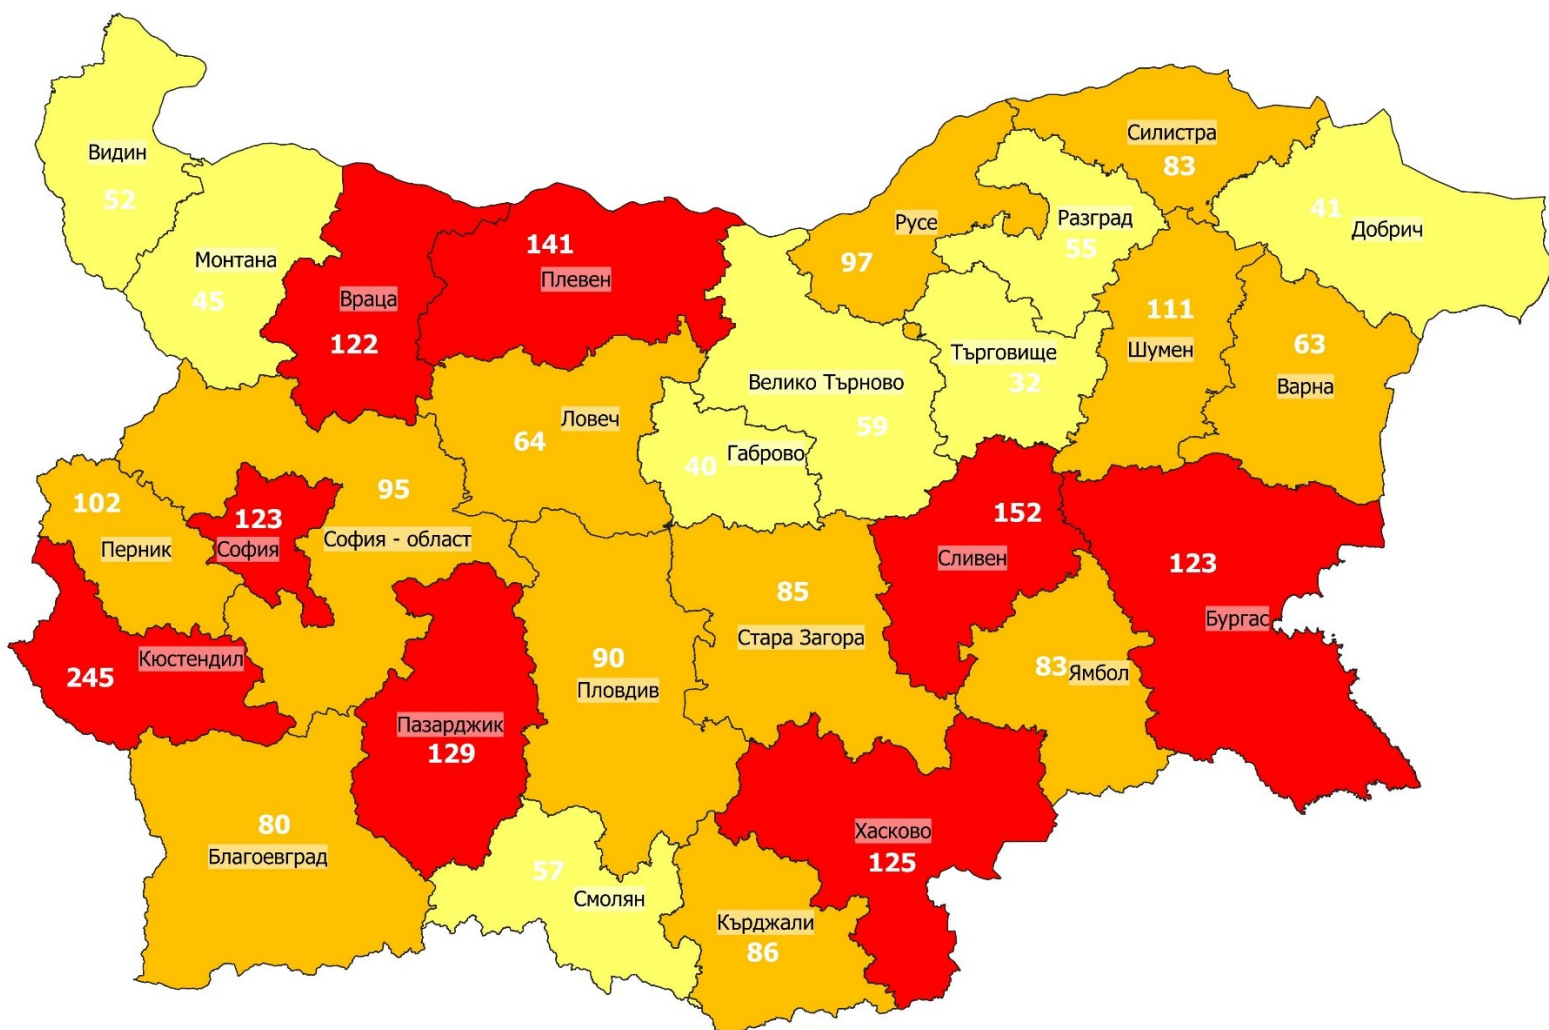 Видин
52
Монтана
45
Враца
122
141
Плевен
Русе
97
Силистра
83
Разград
55
41
Добрич
Търговище
32
111
Шумен
63
Варна
Велико Търново
59
Ловеч
64
Габрово
40
102
Перник
123
София
95
София - област
152
Сливен
123
Бургас
85
Стара Загора
83
Ямбол
Кюстендил
245
90
Пловдив
Пазарджик
129
80
Благоевград
57
Смолян
Хасково
125
Кърджали
86